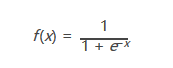 f(x) = 1 / (1 + e^-x)